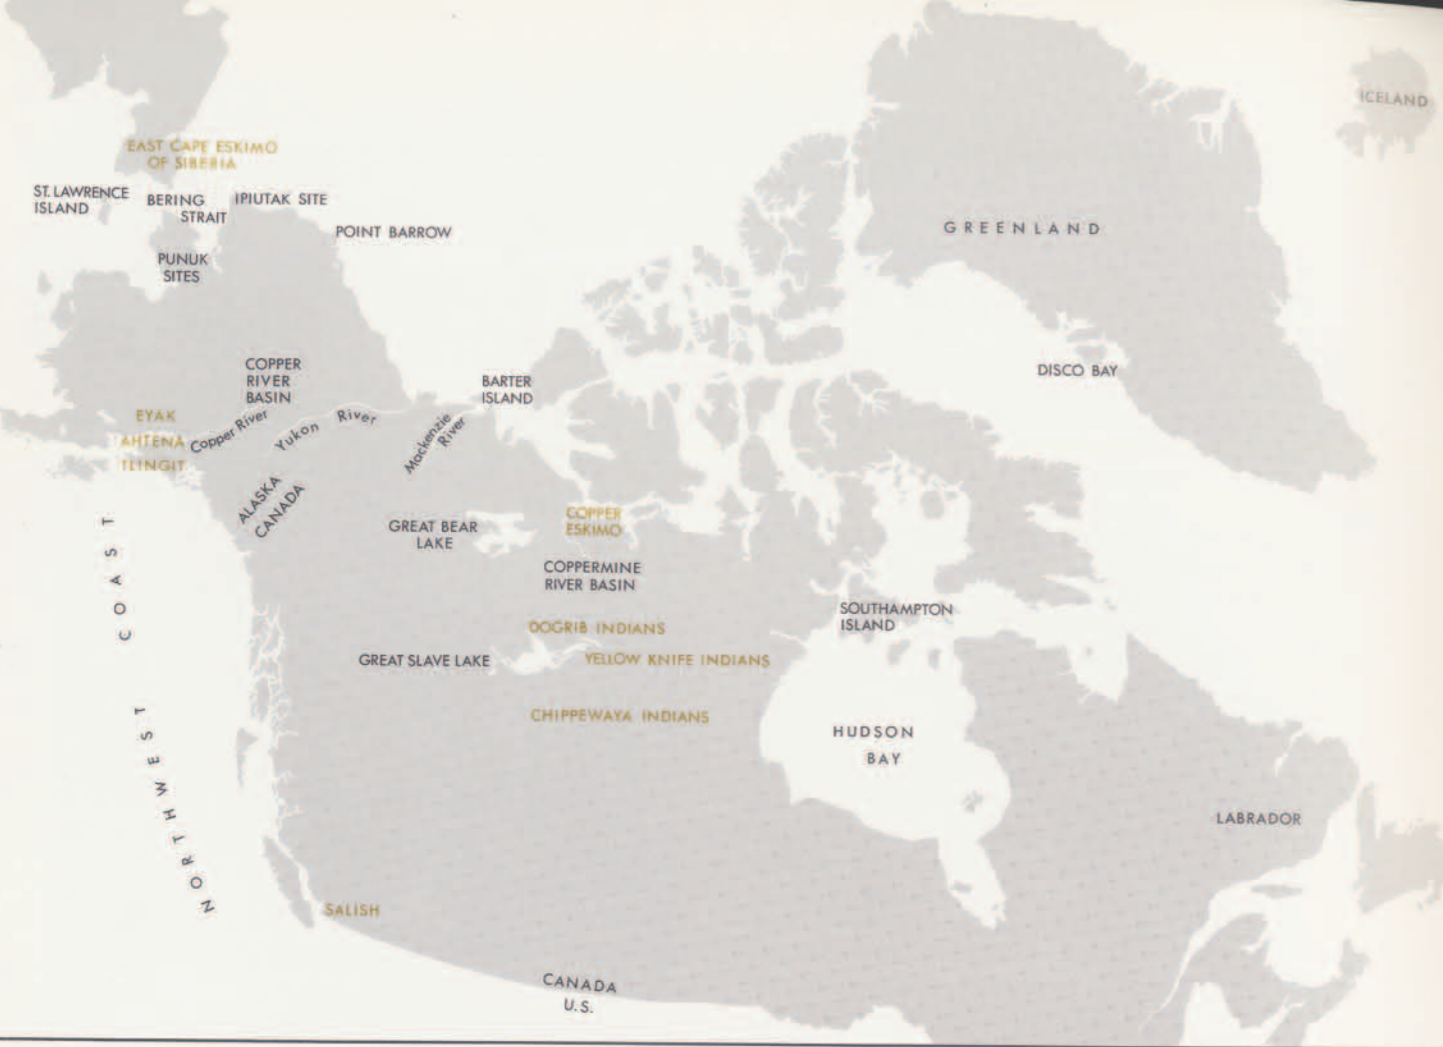 ICELAND
EAST CAPE ESKIMO
OF SIBERIA
ST. LAWRENCE
ISLAND
BERING
STRAIT
IPIUTAK SITE
POINT BARROW
GREENLAND
PUNUK
SITES
COPPER
RIVER
BASIN
BARTER
ISLAND
DISCO BAY
EYAK
AHTENA
TLINGIT
Copper River
Yukon River
Mackenzie
River
ALASKA
CANADA
GREAT BEAR
LAKE
COPPER
ESKIMO
COPPERMINE
RIVER BASIN
SOUTHAMPTON
ISLAND
DOGRIB INDIANS
GREAT SLAVE LAKE
YELLOW KNIFE INDIANS
CHIPPEWAYA INDIANS
HUDSON
BAY
NORTHWEST COAST
LABRADOR
SALISH
CANADA
U.S.